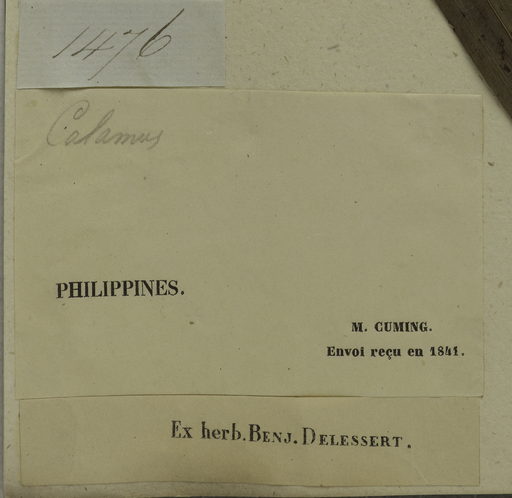 1476
Calamus
PHILIPPINES.
M. CUMING.
Envoi reçu en 1841.
Ex herb. BENJ. DELESSERT.